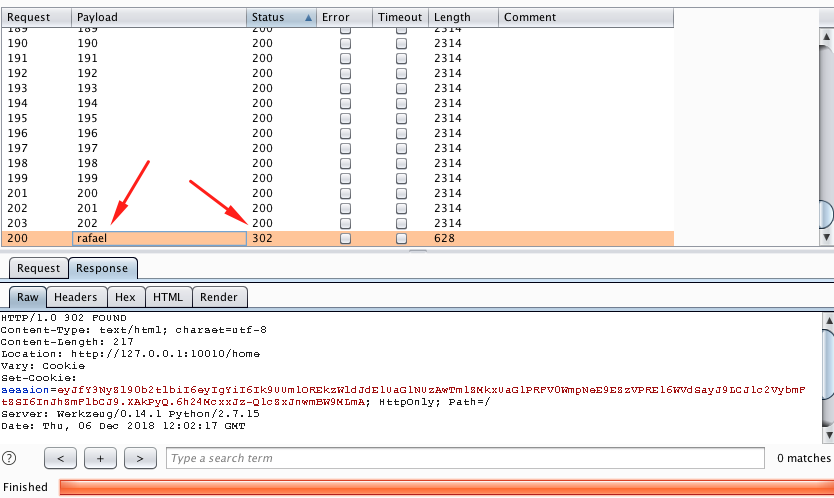 Request Payload Status Error Timeout Length Comment
189 189 200 2314
190 190 200 2314
191 191 200 2314
192 192 200 2314
193 193 200 2314
194 194 200 2314
195 195 200 2314
196 196 200 2314
197 197 200 2314
198 198 200 2314
199 199 200 2314
201 200 200 2314
202 201 200 2314
203 202 200 2314
200 rafael 302 628
Request Response
Raw Headers Hex HTML Render
HTTP/1.0 302 FOUND
Content-Type: text/html; charset=utf-8
Content-Length: 217
Location: http://127.0.0.1:10010/home
Vary: Cookie
Set-Cookie:
HttpOnly; Path=/
Server: Werkzeug/0.14.1 Python/2.7.15
Date: Thu, 06 Dec 2018 12:02:17 GMT
? < + > Type a search term 0 matches
Finished